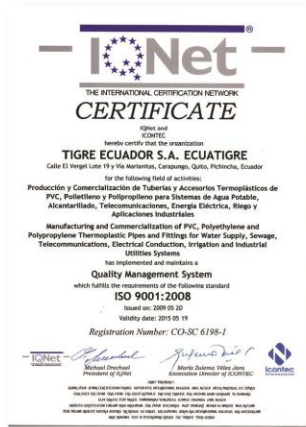 IQNet
®
THE INTERNATIONAL CERTIFICATION NETWORK
CERTIFICATE
IQNet and
ICONTEC
hereby certify that the organization
TIGRE ECUADOR S.A. ECUATIGRE
Calle El Vergel Lote 19 y Vía Marianitas, Carapungo, Quito, Pichincha, Ecuador
for the following field of activities:
Producción y Comercialización de Tuberías y Accesorios Termoplásticos de
PVC, Polietileno y Polipropileno para Sistemas de Agua Potable,
Alcantarillado, Telecomunicaciones, Energía Eléctrica, Riego y
Aplicaciones Industriales
Manufacturing and Commercialization of PVC, Polyethylene and
Polypropylene Thermoplastic Pipes and Fittings for Water Supply, Sewage,
Telecommunications, Electrical Conduction, Irrigation and Industrial
Utilities Systems
has implemented and maintains a
Quality Management System
which fulfills the requirements of the following standard
ISO 9001:2008
Issued on: 2009 05 20
Validity date: 2015 05 19
Registration Number: CO-SC 6198-1
IQNet
Michael Drechsel
President of IQNet
María Zulema Vélez Jara
Excecutive Director of ICONTEC
icontec